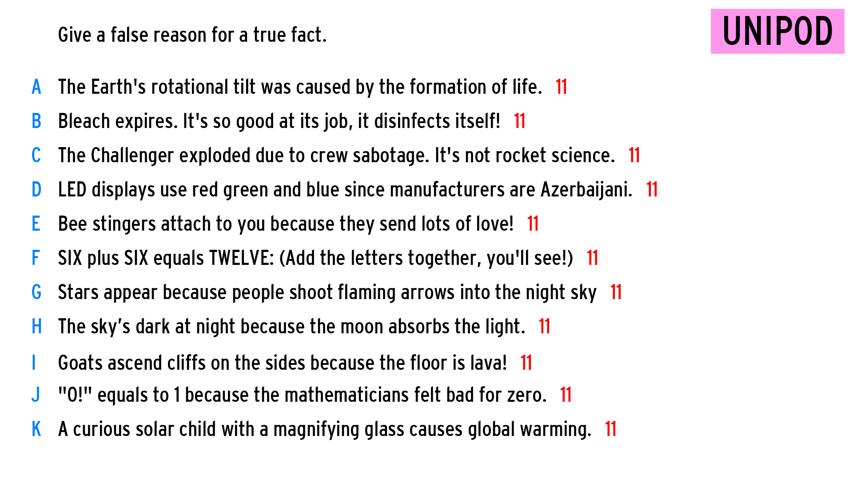 Give a false reason for a true fact.
UNIPOD
A The Earth's rotational tilt was caused by the formation of life. 11
B Bleach expires. It's so good at its job, it disinfects itself! 11
C The Challenger exploded due to crew sabotage. It's not rocket science. 11
D LED displays use red green and blue since manufacturers are Azerbaijani. 11
E Bee stingers attach to you because they send lots of love! 11
F SIX plus SIX equals TWELVE: (Add the letters together, you'll see!) 11
G Stars appear because people shoot flaming arrows into the night sky 11
H The sky’s dark at night because the moon absorbs the light. 11
I Goats ascend cliffs on the sides because the floor is lava! 11
J "0!" equals to 1 because the mathematicians felt bad for zero. 11
K A curious solar child with a magnifying glass causes global warming. 11